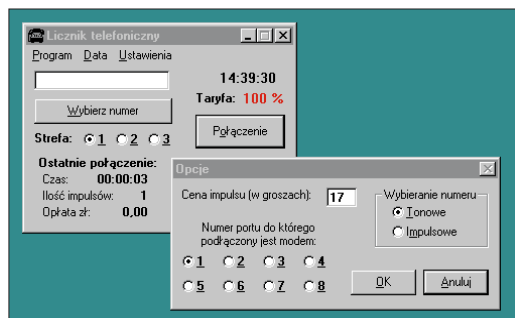 Licznik telefoniczny
Program Data Ustawienia
14:39:30
Taryfa: 100 %
Wybierz numer
Połączenie
Strefa: 1 2 3
Ostatnie połączenie:
Czas: 00:00:03
Ilość impulsów: 1
Opłata zł: 0,00
Opcje
Cena impulsu (w groszach): 17
Wybieranie numeru
Tonowe
Impulsowe
Numer portu do którego
podłączony jest modem:
1 2 3 4
5 6 7 8
OK Anuluj